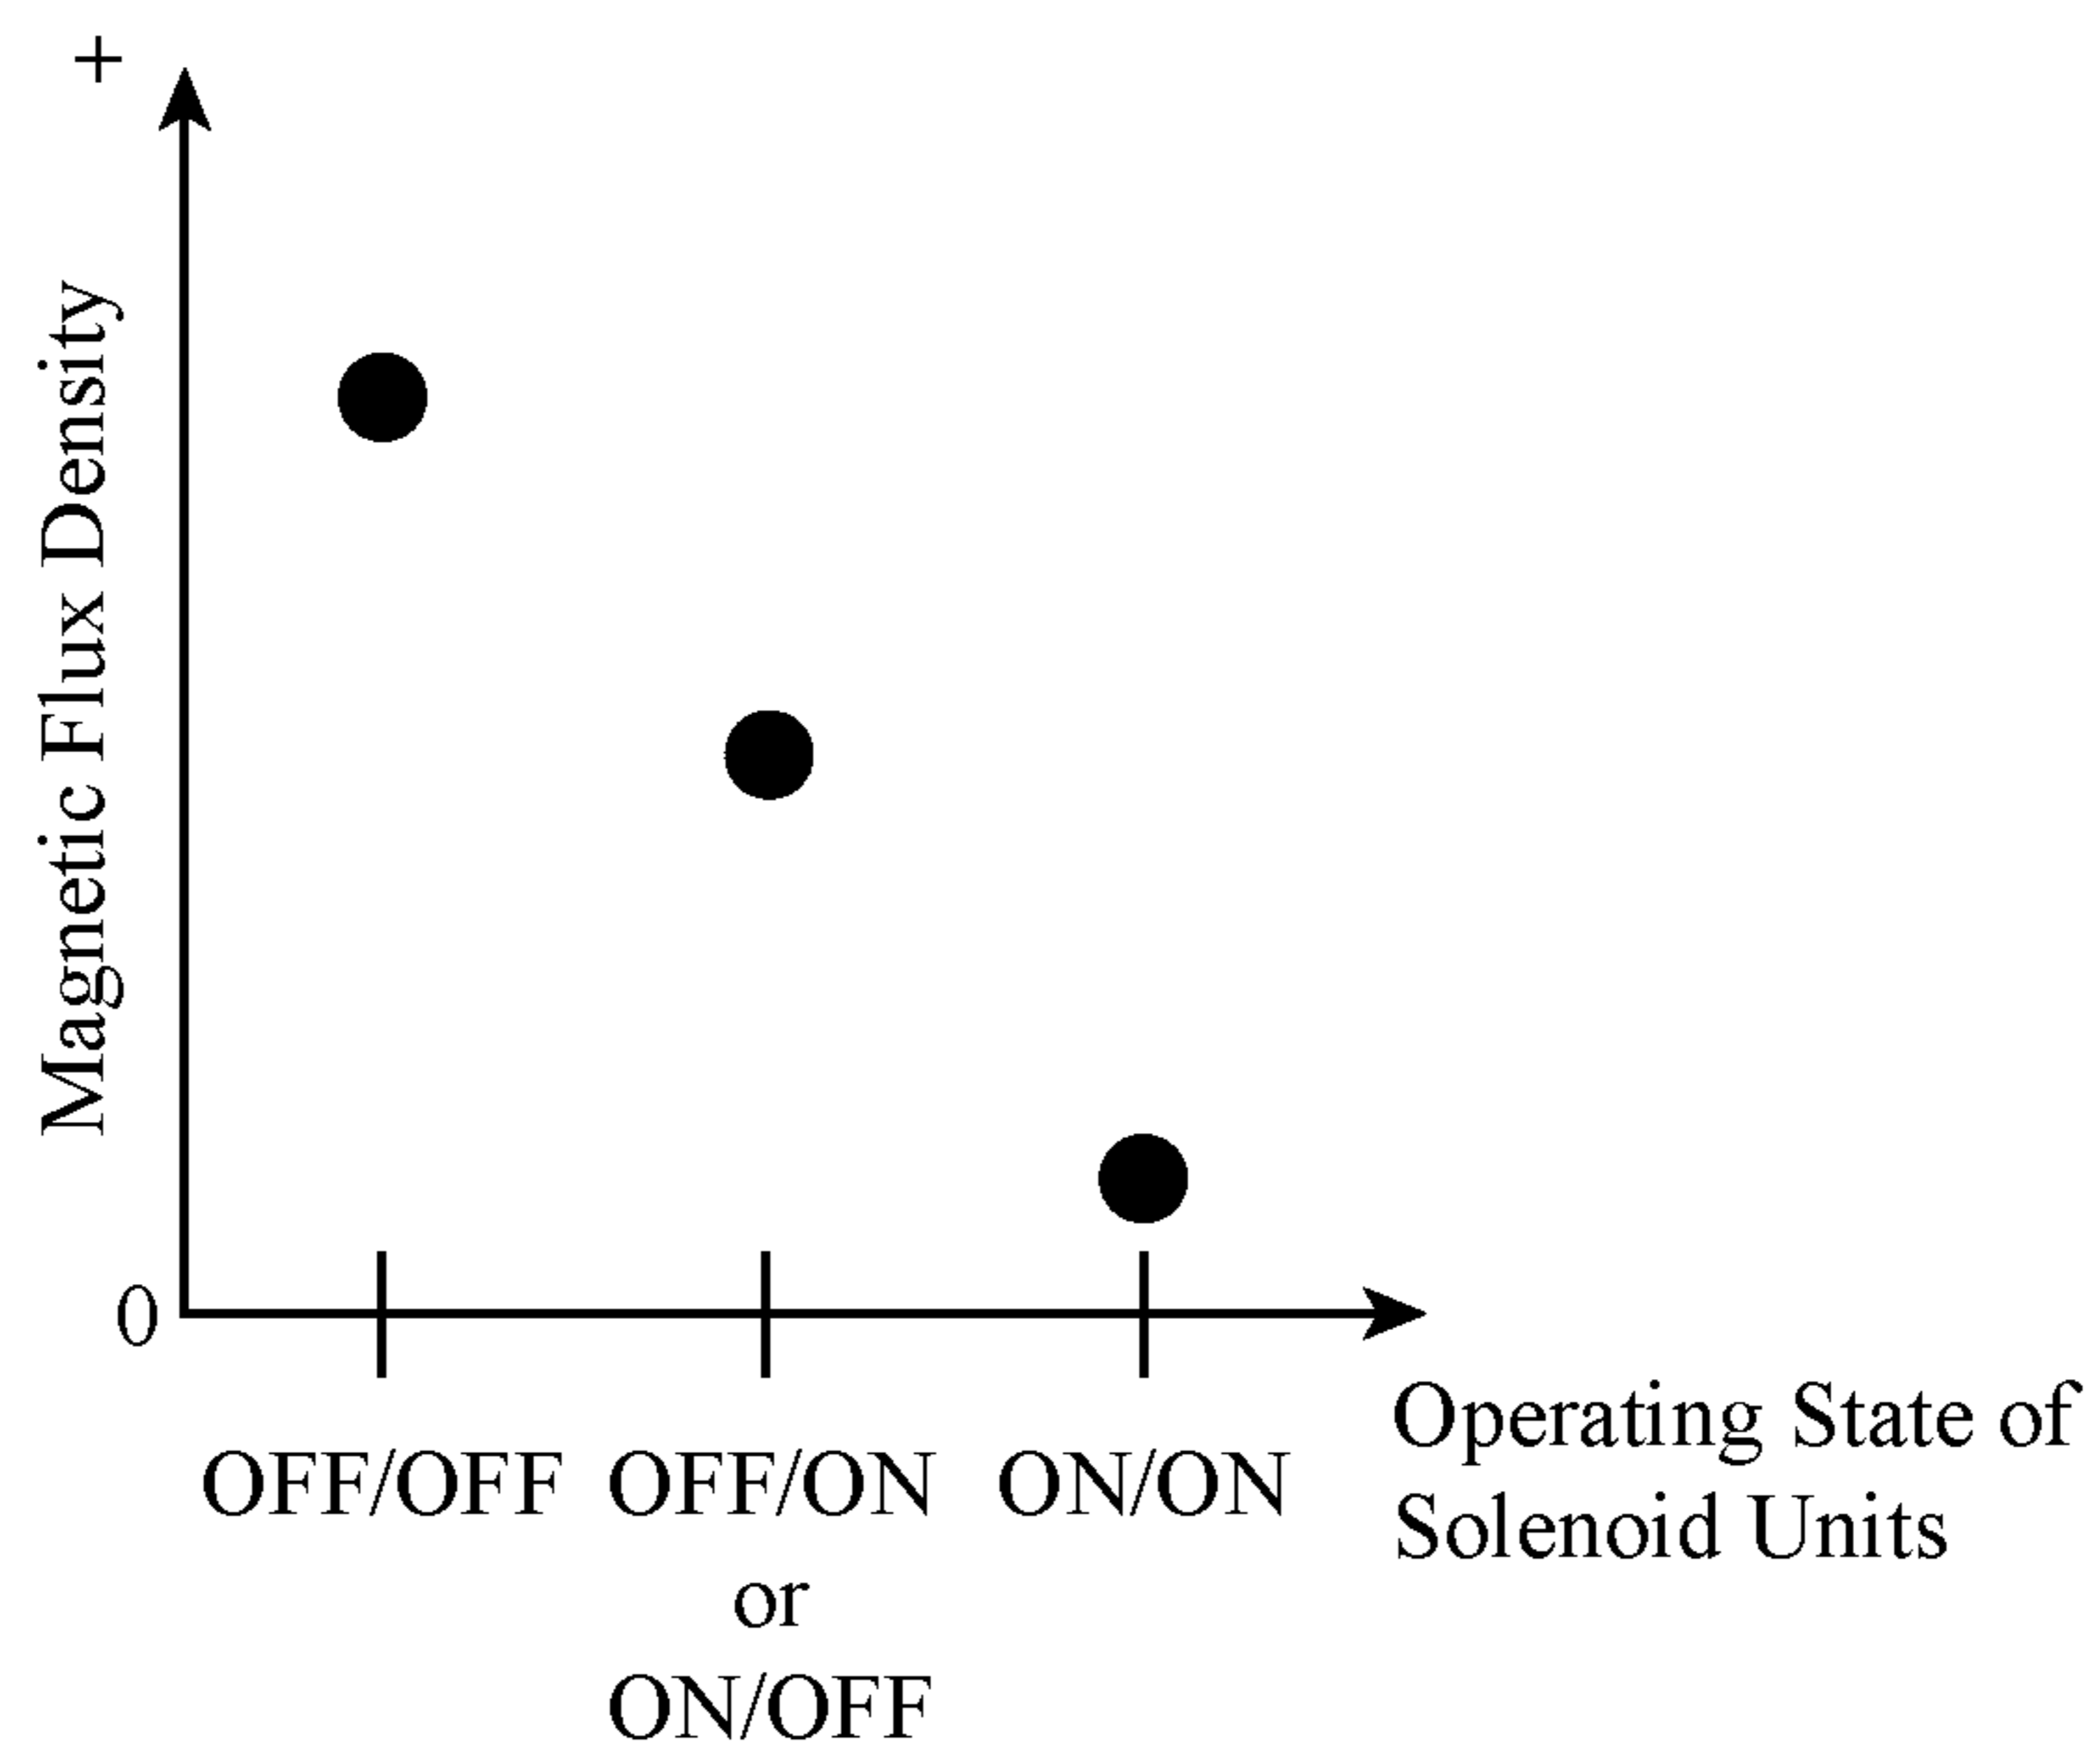 +
Magnetic Flux Density
0
OFF/OFF
OFF/ON
or
ON/OFF
ON/ON
Operating State of
Solenoid Units